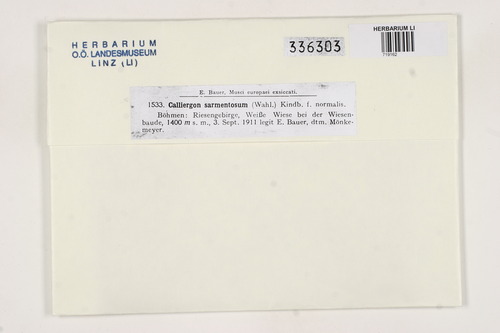 HERBARIUM
O.Ö. LANDESMUSEUM
LINZ (LI)
336303
HERBARIUM LI
E. Bauer, Musci europaei exsiccati.
1533. Calliergon sarmentosum (Wahl.) Kindb. f. normalis.
Böhmen: Riesengebirge, Weiße Wiese bei der Wiesen-
baude, 1400 m s. m., 3. Sept. 1911 legit E. Bauer, dtm. Mönke-
meyer.